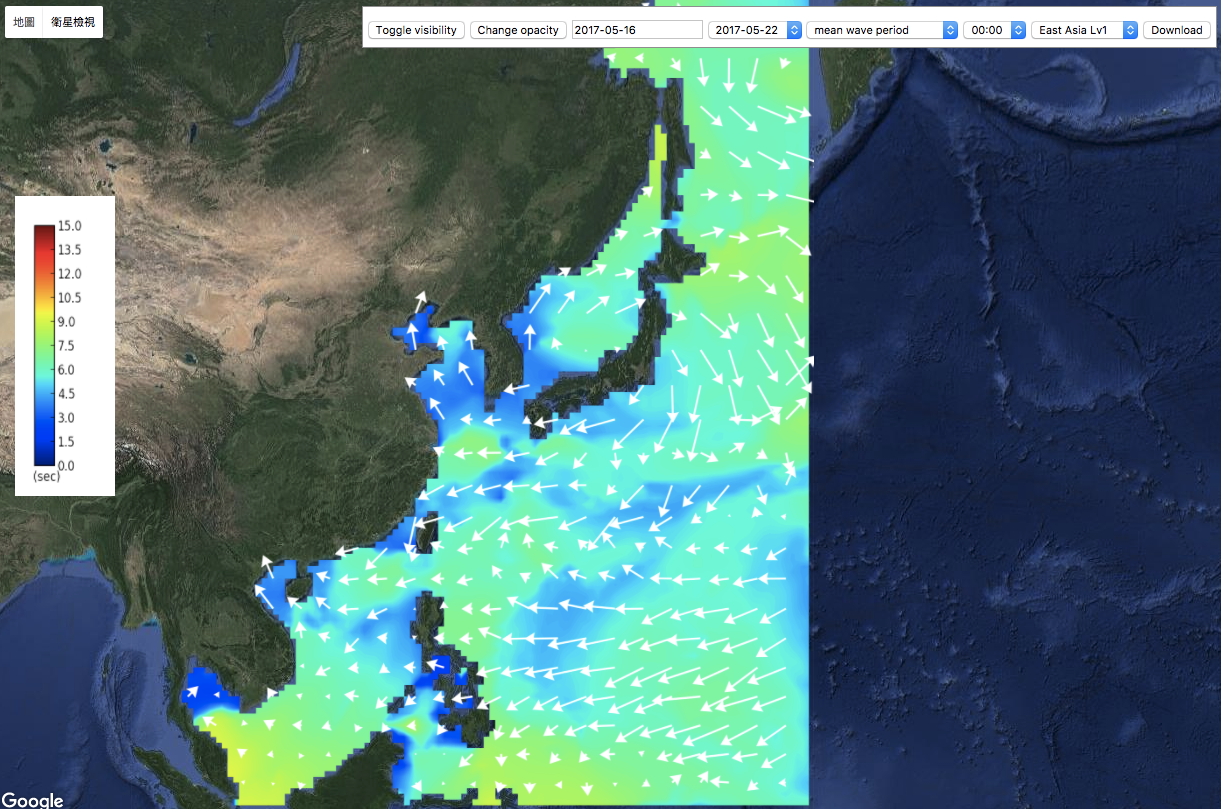 地圖 衛星檢視
Toggle visibility Change opacity 2017-05-16 2017-05-22 mean wave period 00:00 East Asia Lv1 Download
15.0
13.5
12.0
10.5
9.0
7.5
6.0
4.5
3.0
1.5
0.0
(sec)
Google